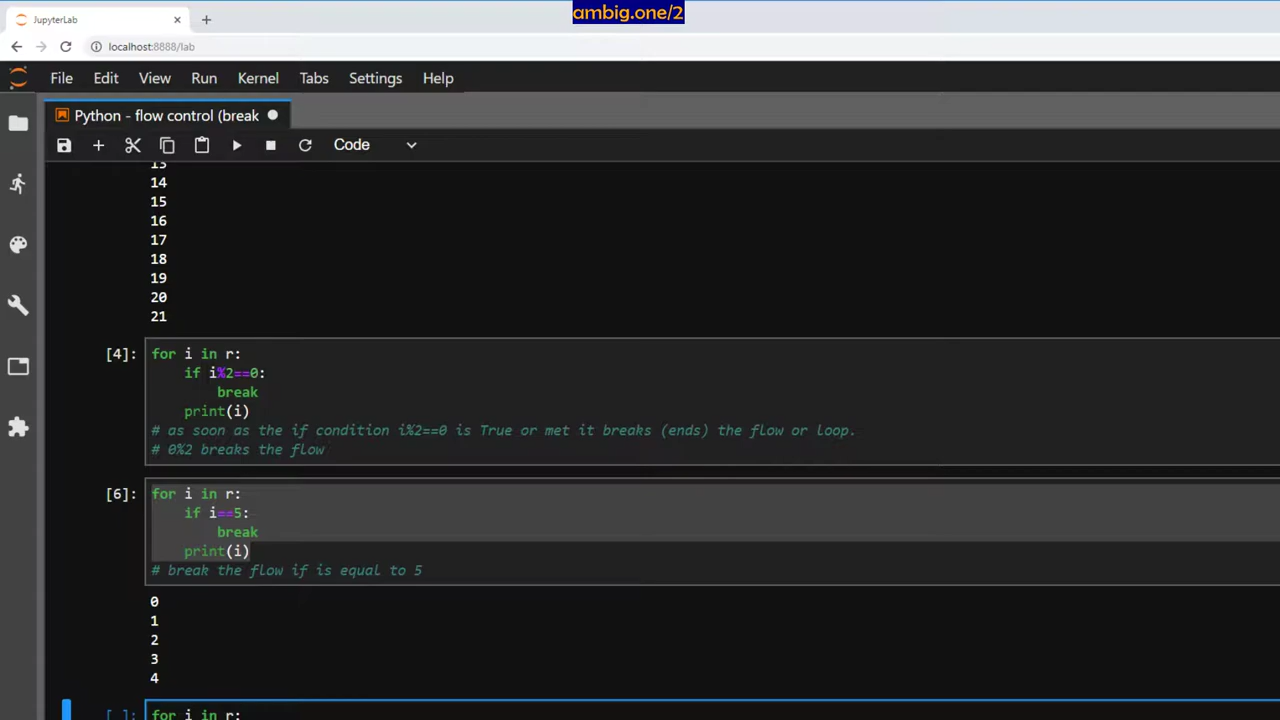 ambig.one/2
JupyterLab
localhost:8888/lab
File Edit View Run Kernel Tabs Settings Help
Python - flow control (break
Code
13
14
15
16
17
18
19
20
21
[4]: for i in r:
if i%2==0:
break
print(i)
# as soon as the if condition i%2==0 is True or met it breaks (ends) the flow or loop.
# 0%2 breaks the flow
[6]: for i in r:
if i==5:
break
print(i)
# break the flow if is equal to 5
0
1
2
3
4
[ ]: for i in r: